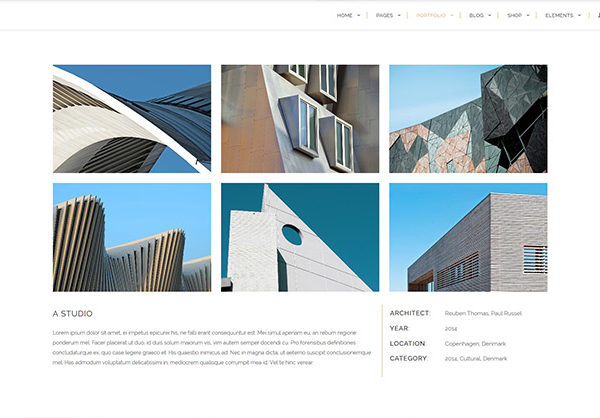 HOME PAGES PORTFOLIO BLOG SHOP ELEMENTS
A STUDIO
Lorem ipsum dolor sit amet, ei impetus epicurei his, ne falli erant consequuntur est. Mei simul aperiam eu, an rebum regione
ponderum mel. Facer placerat ut duo, id duis solum maiorum vis, vim autem semper docendi cu. Pro forensibus definitiones
concludaturque ex, quo case legere graeco et. His quaestio inimicus ad. Nec in magna dicta, ut aeterno suscipit conclusionemque
mel. Has admodum voluptatum delicatissimi in, mediocrem qualisque corrumpit mea id. Vel te hinc verear
ARCHITECT: Reuben Thomas, Paul Russel
YEAR: 2014
LOCATION: Copenhagen, Denmark
CATEGORY: 2014, Cultural, Denmark